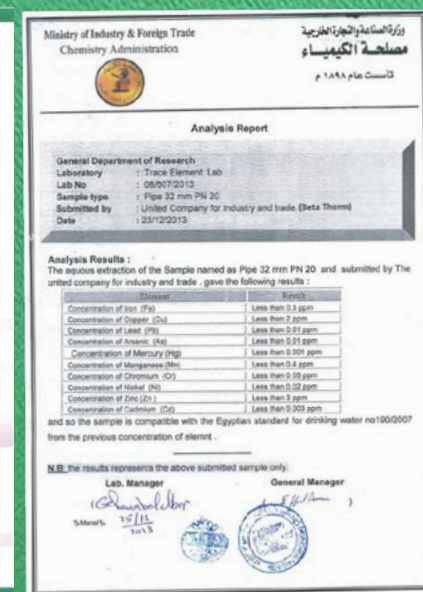 Ministry of Industry & Foreign Trade
Chemistry Administration
وزارة الصناعة والتجارة الخارجية
مصلحة الكيمياء
تأسست عام ١٨٩٨ م
Analysis Report
General Department of Research
Laboratory : Trace Element Lab
Lab No : 08/607/2013
Sample type : Pipe 32 mm PN 20
Submitted by : United Company for Industry and trade (Beta Therm)
Date : 23/12/2013
Analysis Results :
The aquous extraction of the Sample named as Pipe 32 mm PN 20 and submitted by The
united company for industry and trade . gave the following results :
Element Result
Concentration of Iron (Fe) Less than 0.3 ppm
Concentration of Copper (Cu) Less than 2 ppm
Concentration of Lead (Pb) Less than 0.01 ppm
Concentration of Arsenic (As) Less than 0.01 ppm
Concentration of Mercury (Hg) Less than 0.001 ppm
Concentration of Manganese (Mn) Less than 0.4 ppm
Concentration of Chromium (Cr) Less than 0.05 ppm
Concentration of Nickel (Ni) Less than 0.02 ppm
Concentration of Zinc (Zn ) Less than 3 ppm
Concentration of Cadmium (Cd) Less than 0.003 ppm
and so the sample is compatible with the Egyptian standard for drinking water no190/2007
from the previous concentration of elemnt .
N.B: the results represents the above submitted sample only.
Lab. Manager General Manager
( )
2013